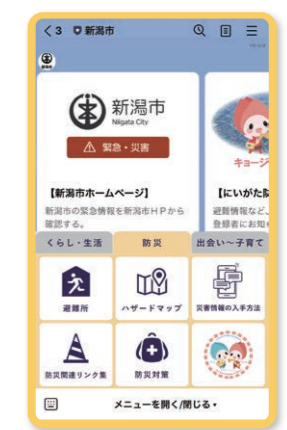 3 新潟市
新潟市
Niigata City
緊急・災害
キージ
【新潟市ホームページ】
新潟市の緊急情報を新潟市HPから
確認する。
【にいがた防
避難情報など、
登録者にお知
くらし・生活
防災
出会い～子育て
避難所
ハザードマップ
災害情報の入手方法
防災関連リンク集
防災対策
メニューを開く/閉じる